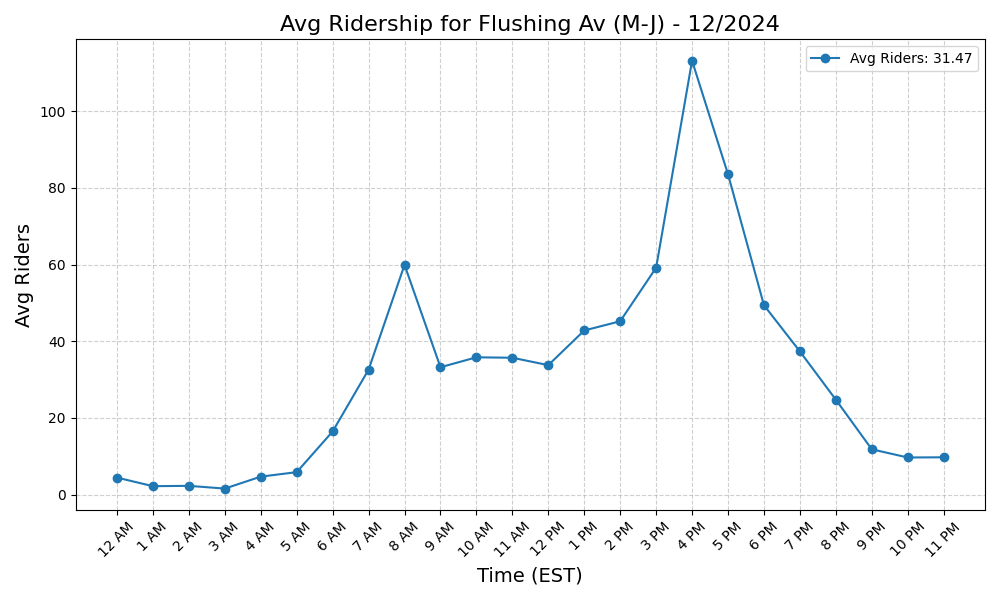 Avg Ridership for Flushing Av (M-J) - 12/2024
Avg Riders: 31.47
Avg Riders
100
80
60
40
20
0
12 AM
1 AM
2 AM
3 AM
4 AM
5 AM
6 AM
7 AM
8 AM
9 AM
10 AM
11 AM
12 PM
1 PM
2 PM
3 PM
4 PM
5 PM
6 PM
7 PM
8 PM
9 PM
10 PM
11 PM
Time (EST)